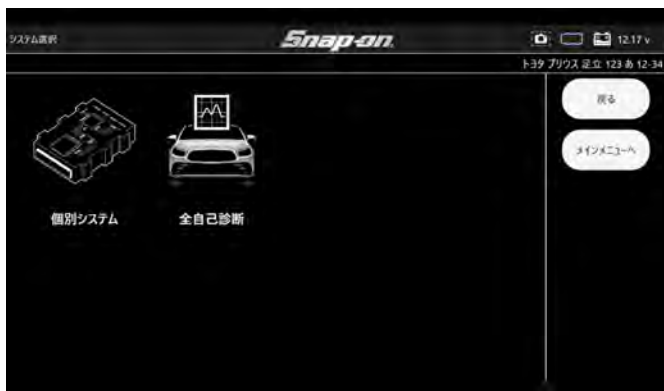 システム選択
Snap-on
12.17 v
トヨタ プリウス 足立 123 あ 12-34
戻る
メインメニューへ
個別システム
全自己診断